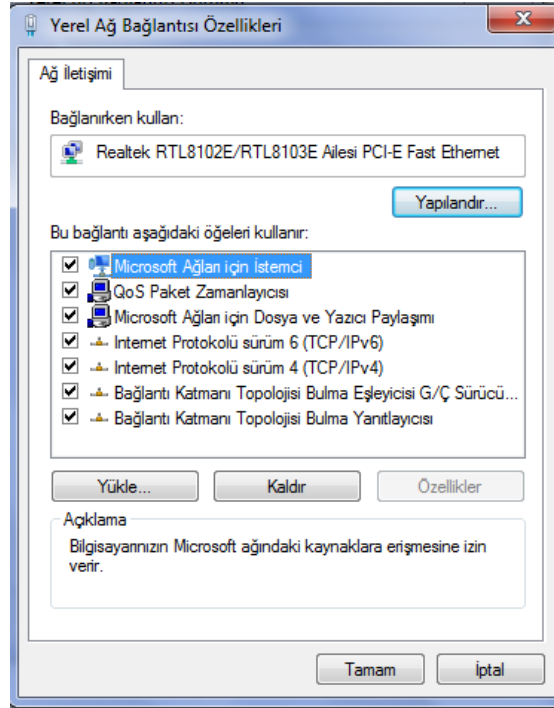 Yerel Ağ Bağlantısı Özellikleri
Ağ İletişimi
Bağlanırken kullan:
Realtek RTL8102E/RTL8103E Ailesi PCI-E Fast Ethernet
Yapılandır...
Bu bağlantı aşağıdaki öğeleri kullanır:
Microsoft Ağları için İstemci
QoS Paket Zamanlayıcısı
Microsoft Ağları için Dosya ve Yazıcı Paylaşımı
Internet Protokolü sürüm 6 (TCP/IPv6)
Internet Protokolü sürüm 4 (TCP/IPv4)
Bağlantı Katmanı Topolojisi Bulma Eşleyicisi G/Ç Sürücü...
Bağlantı Katmanı Topolojisi Bulma Yanıtlayıcısı
Yükle...
Kaldır
Özellikler
Açıklama
Bilgisayarınızın Microsoft ağındaki kaynaklara erişmesine izin
verir.
Tamam
İptal